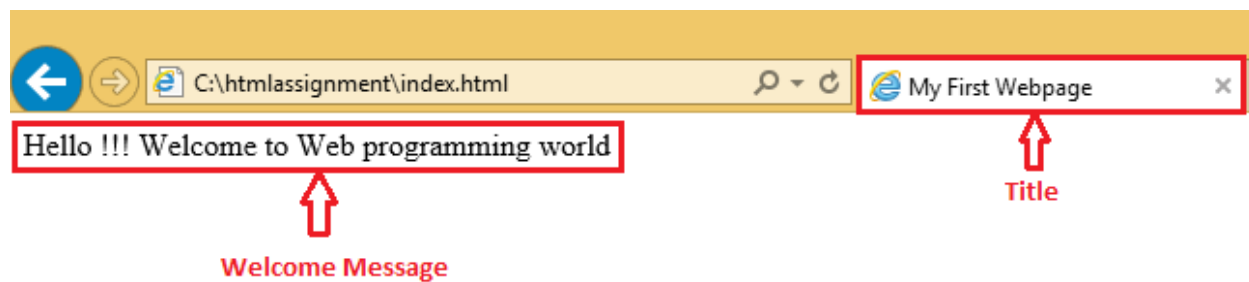 C:\htmlassignment\index.html
My First Webpage
Hello !!! Welcome to Web programming world
Title
Welcome Message